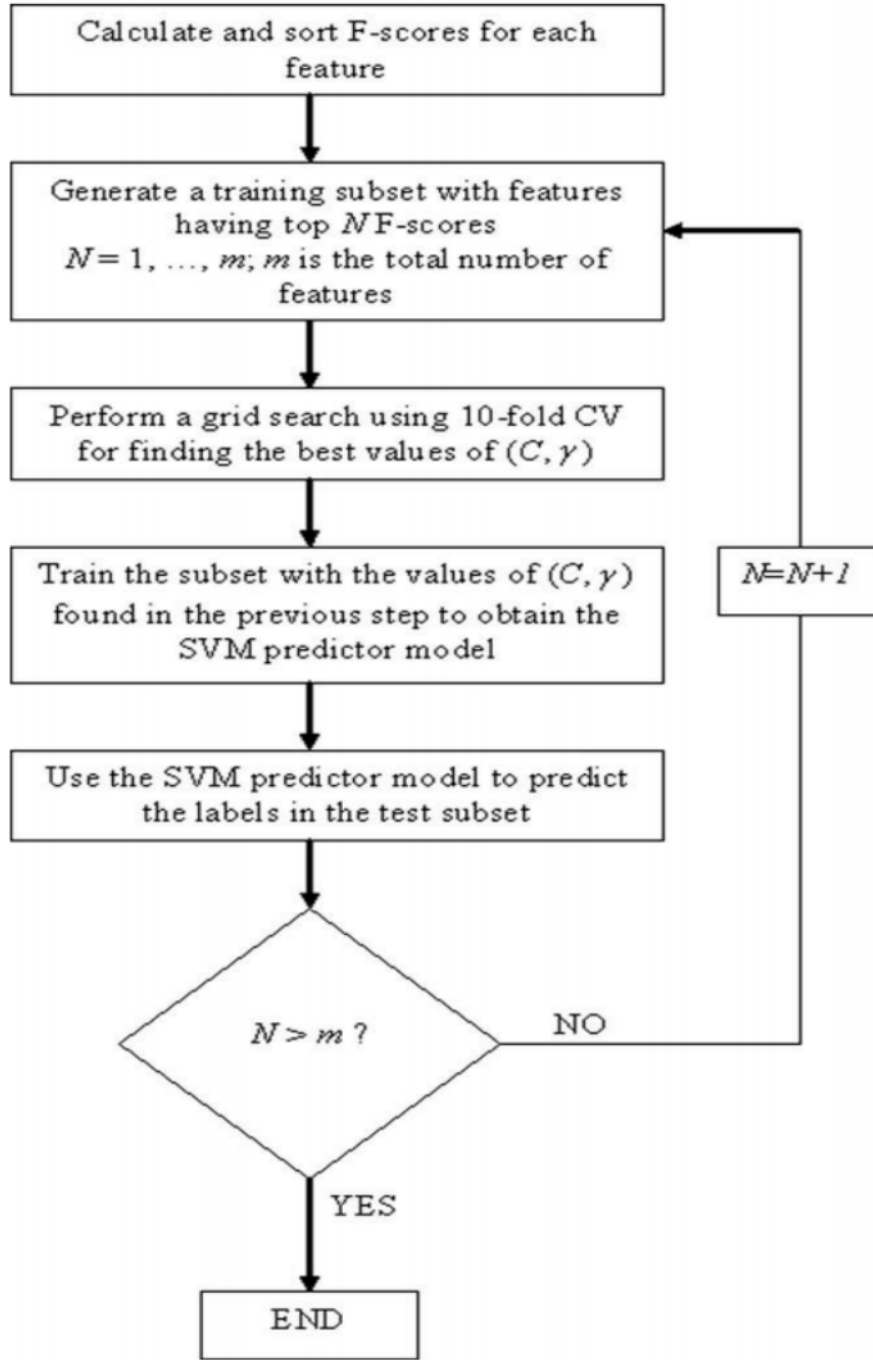 Calculate and sort F-scores for each
feature
Generate a training subset with features
having top N F-scores
N = 1, ..., m; m is the total number of
features
Perform a grid search using 10-fold CV
for finding the best values of (C, γ)
Train the subset with the values of (C, γ)
found in the previous step to obtain the
SVM predictor model
N=N+1
Use the SVM predictor model to predict
the labels in the test subset
N > m ?
NO
YES
END